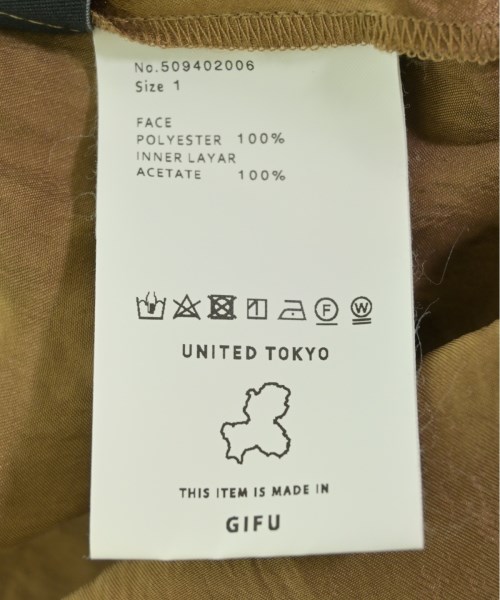 No.509402006
Size 1
FACE
POLYESTER 100%
INNER LAYAR
ACETATE 100%
F W
UNITED TOKYO
THIS ITEM IS MADE IN
GIFU